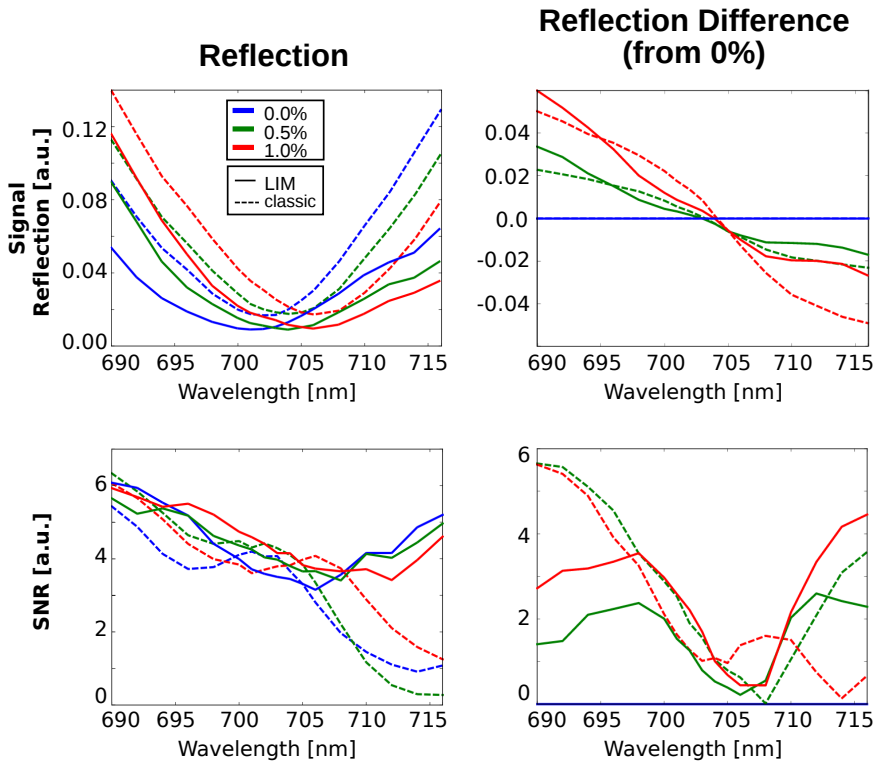 Reflection
Reflection Difference
(from 0%)
Signal
Reflection [a.u.]
0.12
0.08
0.04
0.00
0.0%
0.5%
1.0%
LIM
classic
690 695 700 705 710 715
Wavelength [nm]
0.04
0.02
0.0
-0.02
-0.04
690 695 700 705 710 715
Wavelength [nm]
SNR [a.u.]
6
4
2
0
690 695 700 705 710 715
Wavelength [nm]
6
4
2
0
690 695 700 705 710 715
Wavelength [nm]